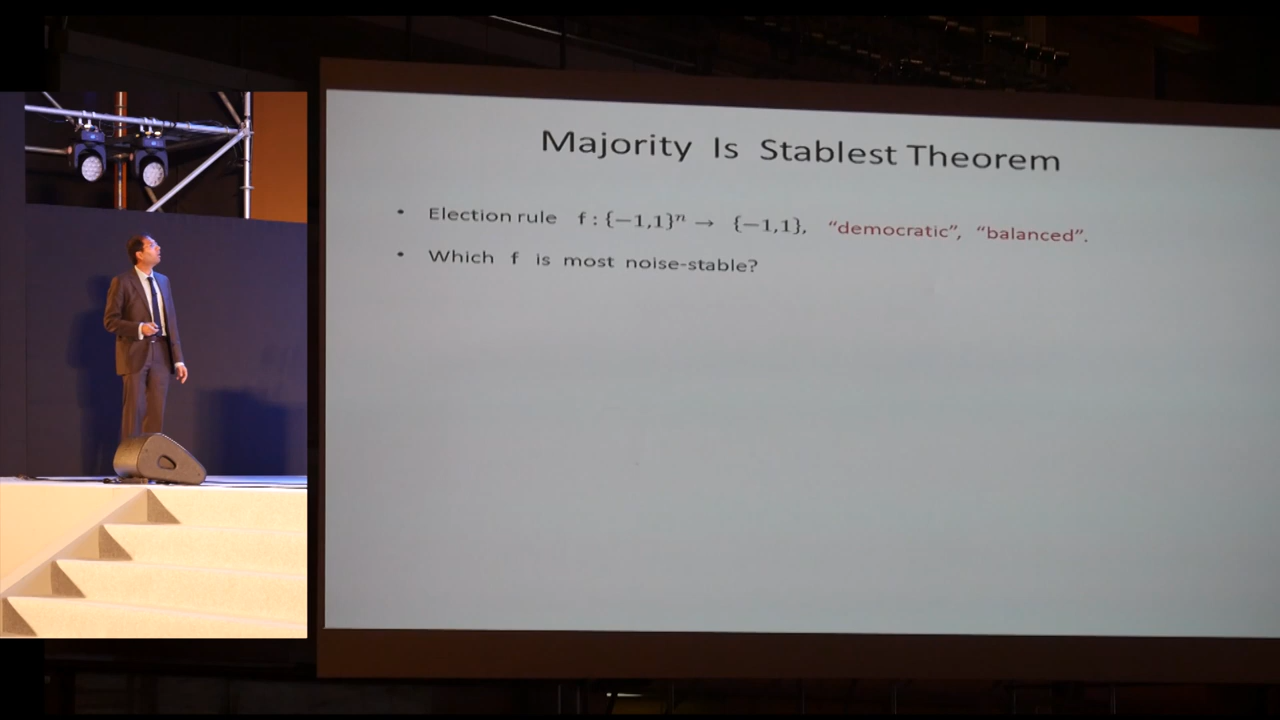 Majority Is Stablest Theorem
• Election rule f : {−1,1}ⁿ → {−1,1}, “democratic”, “balanced”.
• Which f is most noise-stable?